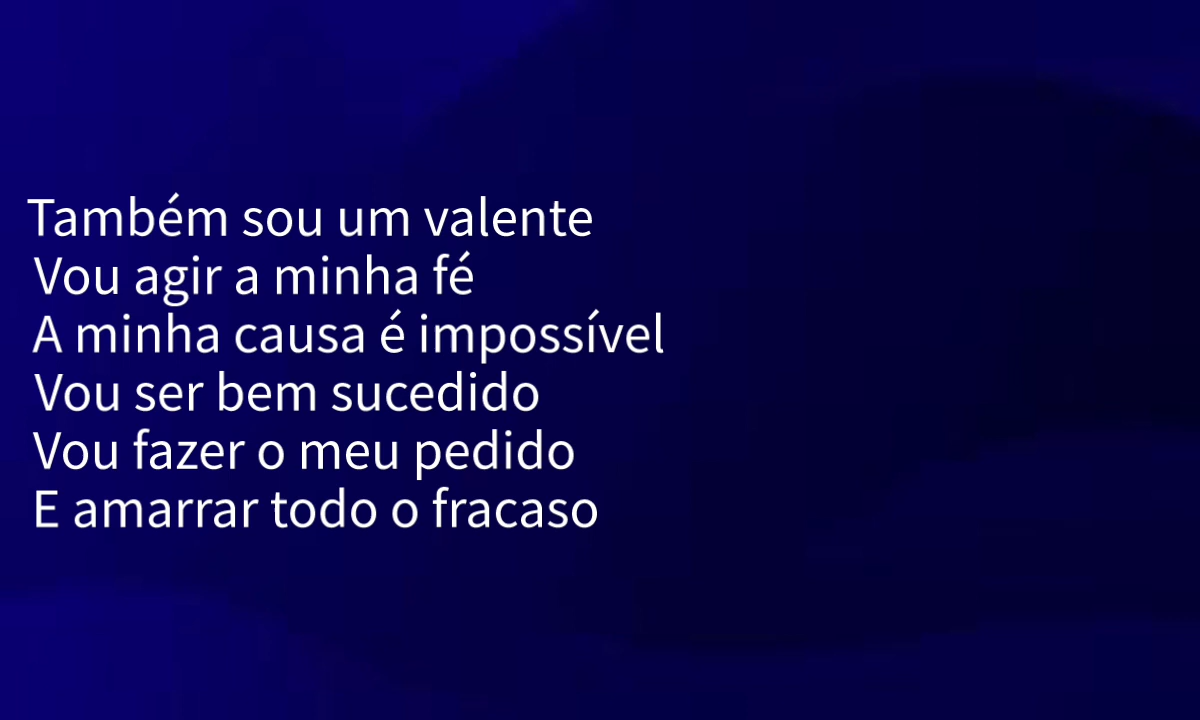 Também sou um valente
Vou agir a minha fé
A minha causa é impossível
Vou ser bem sucedido
Vou fazer o meu pedido
E amarrar todo o fracaso